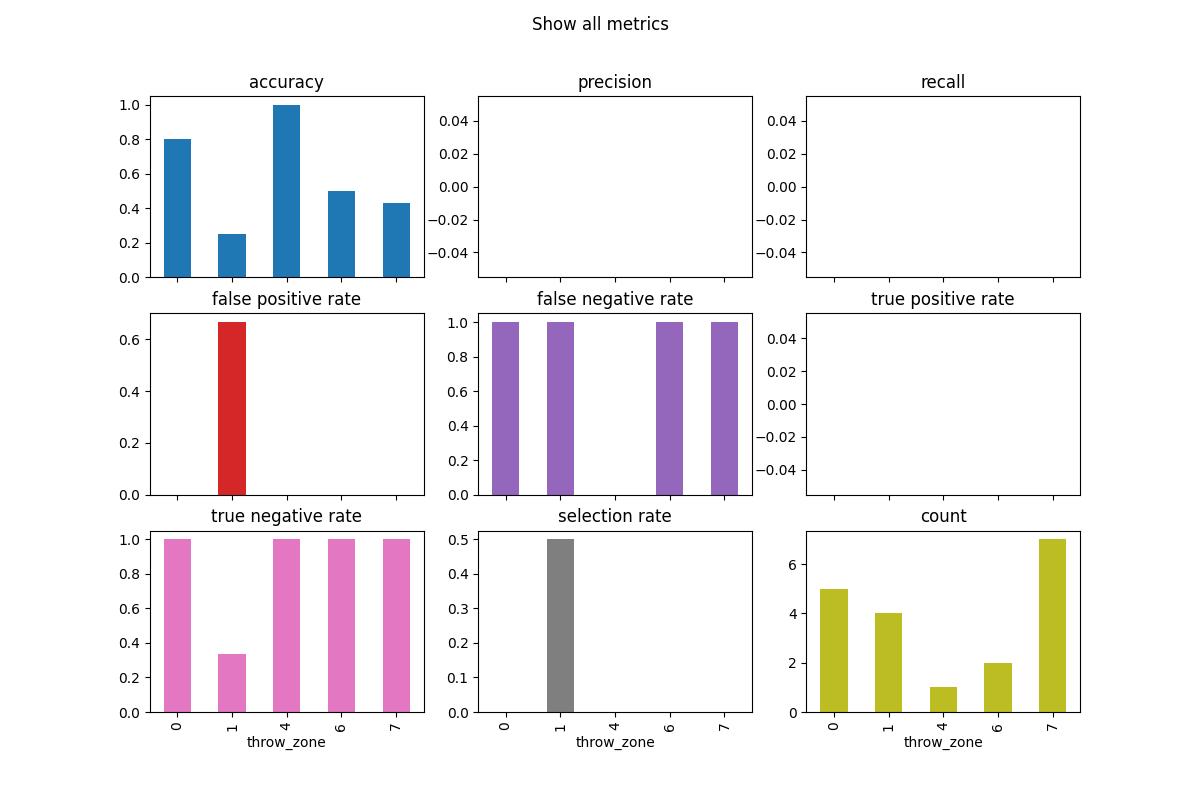 Show all metrics
accuracy
1.0
0.8
0.6
0.4
0.2
0.0
precision
0.04
0.02
0.00
−0.02
−0.04
recall
0.04
0.02
0.00
−0.02
−0.04
false positive rate
0.6
0.4
0.2
0.0
false negative rate
1.0
0.8
0.6
0.4
0.2
0.0
true positive rate
0.04
0.02
0.00
−0.02
−0.04
true negative rate
1.0
0.8
0.6
0.4
0.2
0.0
0 1 4 6 7
throw_zone
selection rate
0.5
0.4
0.3
0.2
0.1
0.0
0 1 4 6 7
throw_zone
count
6
4
2
0
0 1 4 6 7
throw_zone